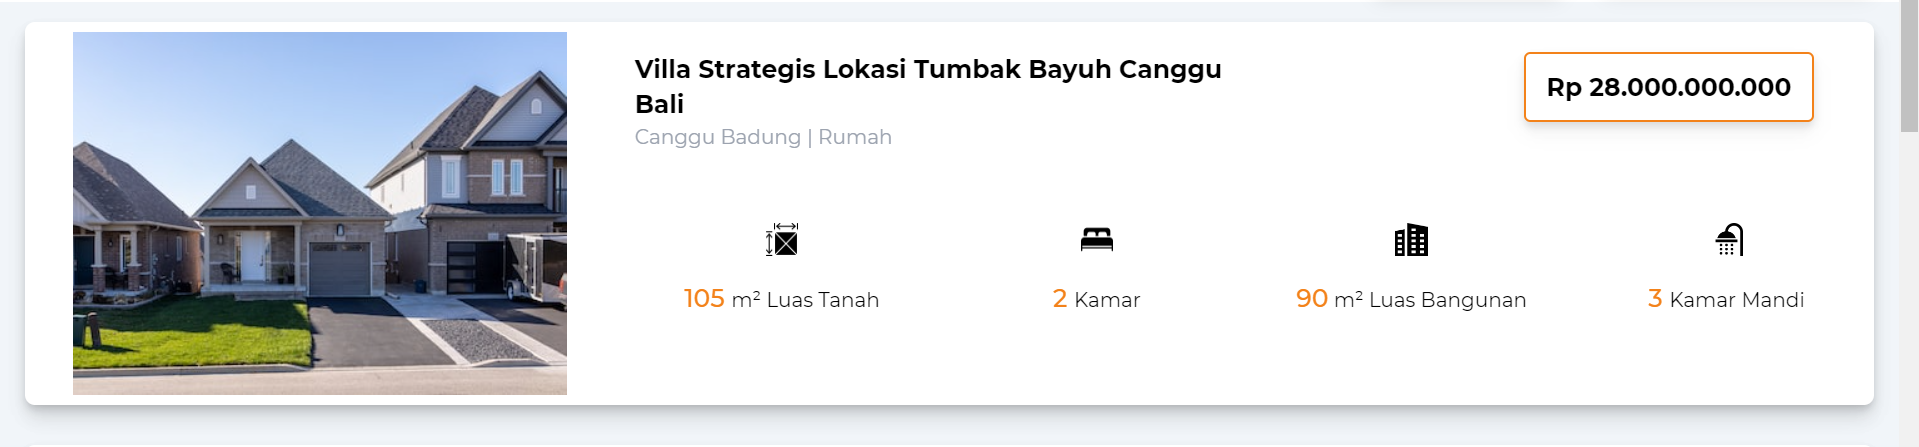 Villa Strategis Lokasi Tumbak Bayuh Canggu
Bali
Canggu Badung | Rumah
Rp 28.000.000.000
105 m² Luas Tanah
2 Kamar
90 m² Luas Bangunan
3 Kamar Mandi